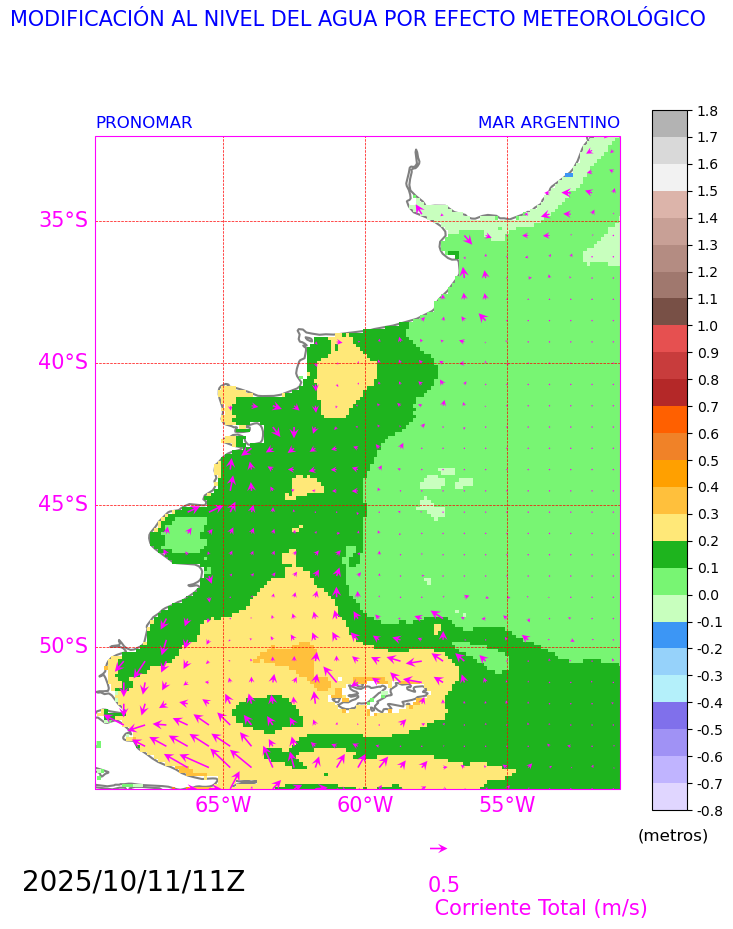 MODIFICACIÓN AL NIVEL DEL AGUA POR EFECTO METEOROLÓGICO
PRONOMAR MAR ARGENTINO
35°S
40°S
45°S
50°S
65°W 60°W 55°W
1.8
1.7
1.6
1.5
1.4
1.3
1.2
1.1
1.0
0.9
0.8
0.7
0.6
0.5
0.4
0.3
0.2
0.1
0.0
-0.1
-0.2
-0.3
-0.4
-0.5
-0.6
-0.7
-0.8
(metros)
2025/10/11/11Z
0.5
Corriente Total (m/s)